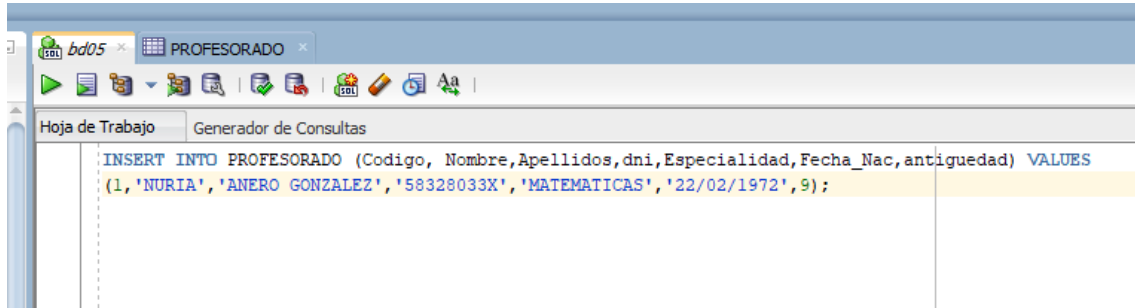 bd05 PROFESORADO
Hoja de Trabajo Generador de Consultas
INSERT INTO PROFESORADO (Codigo, Nombre,Apellidos,dni,Especialidad,Fecha_Nac,antiguedad) VALUES
(1,'NURIA','ANERO GONZALEZ','58328033X','MATEMATICAS','22/02/1972',9);